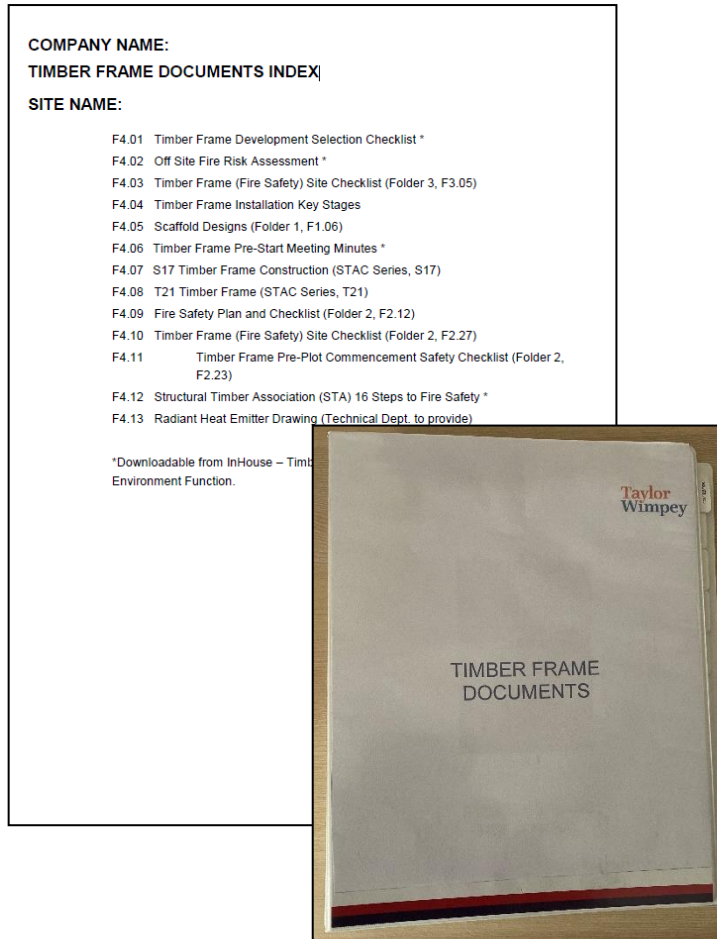 COMPANY NAME:
TIMBER FRAME DOCUMENTS INDEX
SITE NAME:
F4.01 Timber Frame Development Selection Checklist *
F4.02 Off Site Fire Risk Assessment *
F4.03 Timber Frame (Fire Safety) Site Checklist (Folder 3, F3.05)
F4.04 Timber Frame Installation Key Stages
F4.05 Scaffold Designs (Folder 1, F1.06)
F4.06 Timber Frame Pre-Start Meeting Minutes *
F4.07 S17 Timber Frame Construction (STAC Series, S17)
F4.08 T21 Timber Frame (STAC Series, T21)
F4.09 Fire Safety Plan and Checklist (Folder 2, F2.12)
F4.10 Timber Frame (Fire Safety) Site Checklist (Folder 2, F2.27)
F4.11 Timber Frame Pre-Plot Commencement Safety Checklist (Folder 2,
F2.23)
F4.12 Structural Timber Association (STA) 16 Steps to Fire Safety *
F4.13 Radiant Heat Emitter Drawing (Technical Dept. to provide)
*Downloadable from InHouse –
Environment Function.
Taylor
Wimpey
TIMBER FRAME
DOCUMENTS